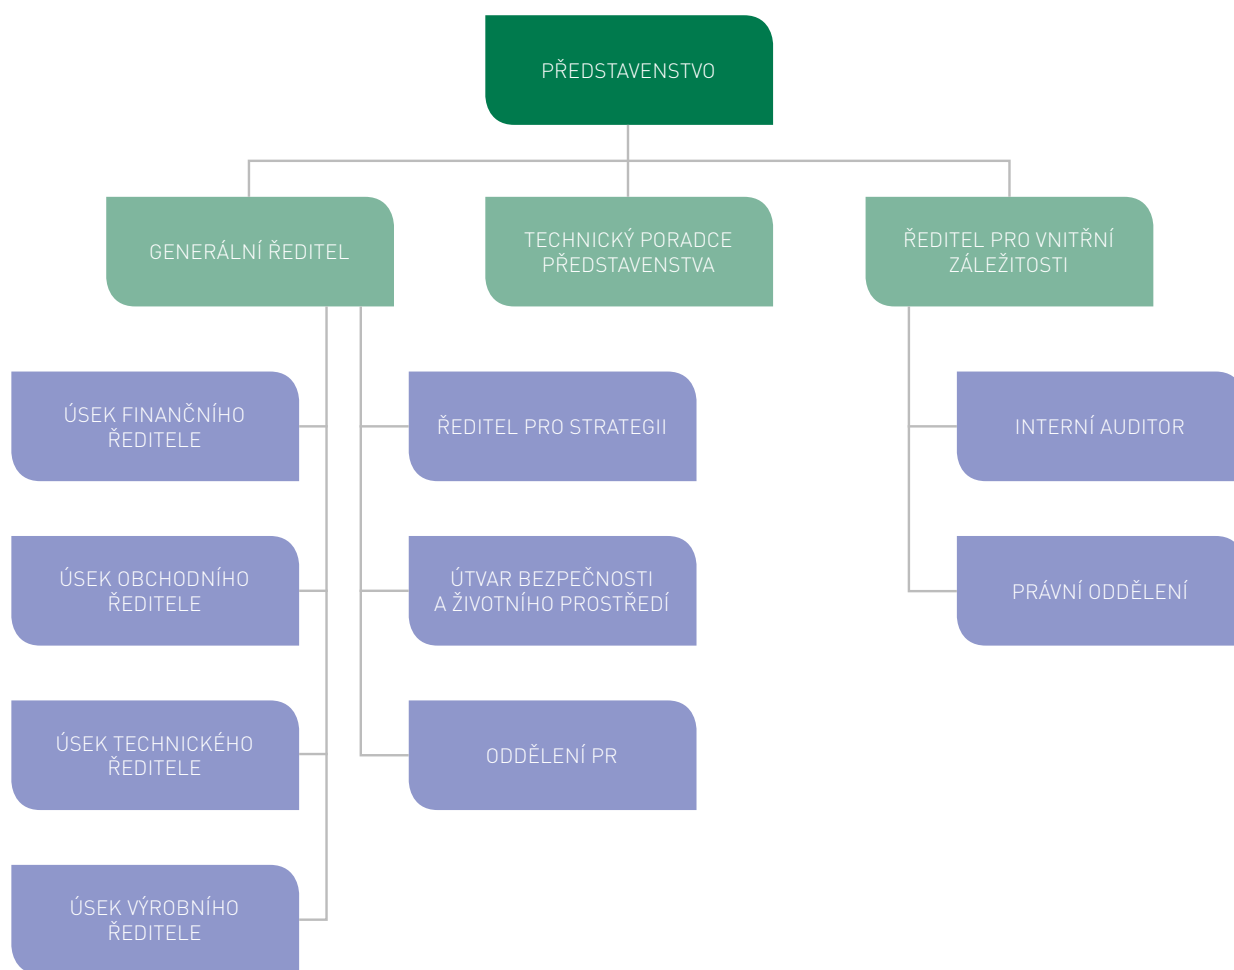 PŘEDSTAVENSTVO
GENERÁLNÍ ŘEDITEL
TECHNICKÝ PORADCE
PŘEDSTAVENSTVA
ŘEDITEL PRO VNITŘNÍ
ZÁLEŽITOSTI
ÚSEK FINANČNÍHO
ŘEDITELE
ŘEDITEL PRO STRATEGII
INTERNÍ AUDITOR
ÚSEK OBCHODNÍHO
ŘEDITELE
ÚTVAR BEZPEČNOSTI
A ŽIVOTNÍHO PROSTŘEDÍ
PRÁVNÍ ODDĚLENÍ
ÚSEK TECHNICKÉHO
ŘEDITELE
ODDĚLENÍ PR
ÚSEK VÝROBNÍHO
ŘEDITELE